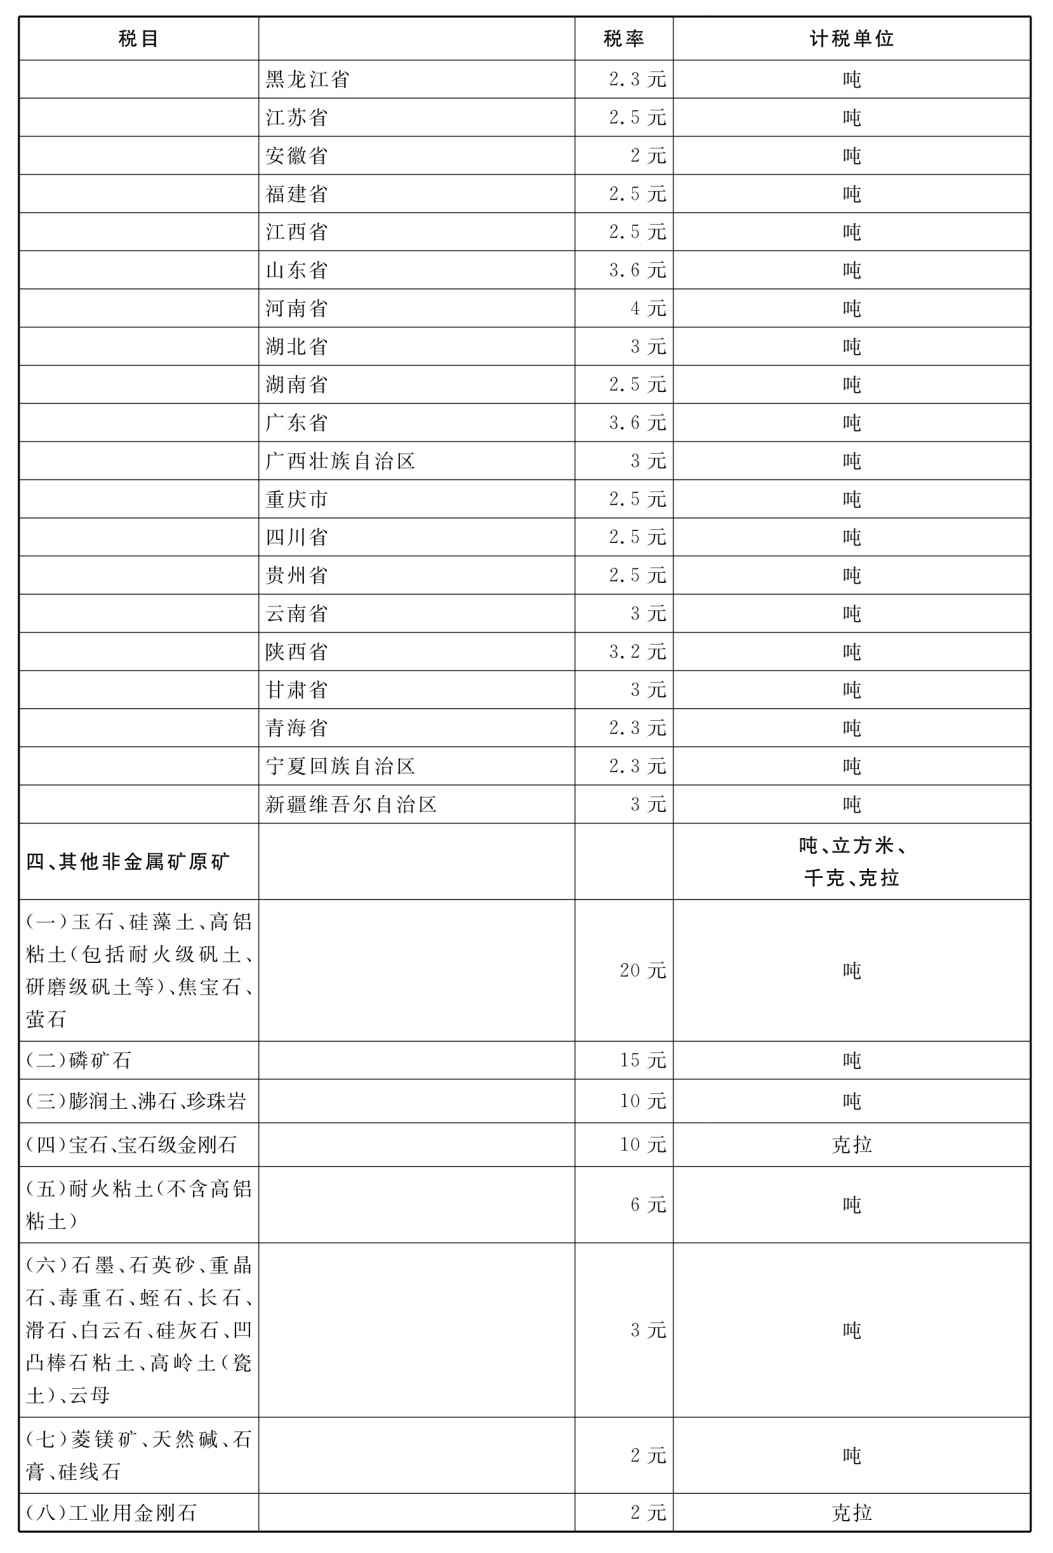 税目 税率 计税单位
黑龙江省 2.3 元 吨
江苏省 2.5 元 吨
安徽省 2 元 吨
福建省 2.5 元 吨
江西省 2.5 元 吨
山东省 3.6 元 吨
河南省 4 元 吨
湖北省 3 元 吨
湖南省 2.5 元 吨
广东省 3.6 元 吨
广西壮族自治区 3 元 吨
重庆市 2.5 元 吨
四川省 2.5 元 吨
贵州省 2.5 元 吨
云南省 3 元 吨
陕西省 3.2 元 吨
甘肃省 3 元 吨
青海省 2.3 元 吨
宁夏回族自治区 2.3 元 吨
新疆维吾尔自治区 3 元 吨
四、其他非金属矿原矿
吨、立方米、
千克、克拉
(一)玉石、硅藻土、高铝
粘土(包括耐火级矾土、
研磨级矾土等)、焦宝石、
萤石
20 元 吨
(二)磷矿石 15 元 吨
(三)膨润土、沸石、珍珠岩 10 元 吨
(四)宝石、宝石级金刚石 10 元 克拉
(五)耐火粘土(不含高铝
粘土)
6 元 吨
(六)石墨、石英砂、重晶
石、毒重石、蛭石、长石、
滑石、白云石、硅灰石、凹
凸棒石粘土、高岭土(瓷
土)、云母
3 元 吨
(七)菱镁矿、天然碱、石
膏、硅线石
2 元 吨
(八)工业用金刚石 2 元 克拉